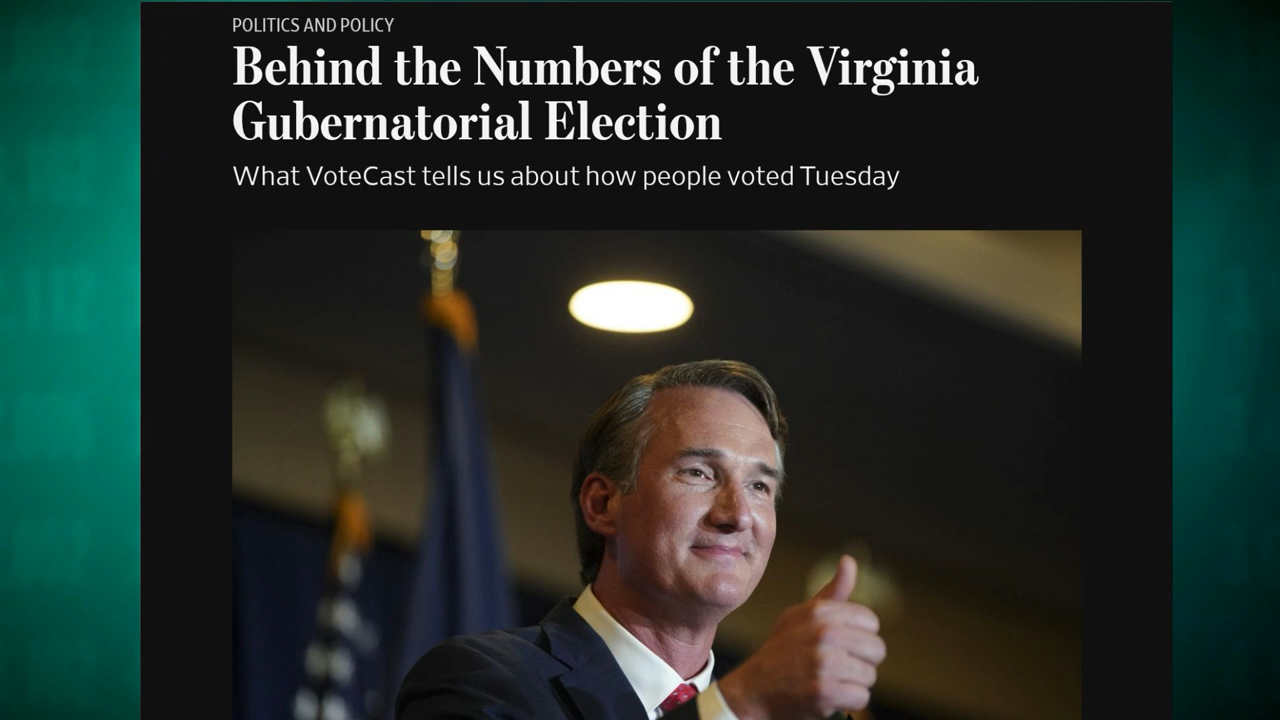 POLITICS AND POLICY
Behind the Numbers of the Virginia
Gubernatorial Election
What VoteCast tells us about how people voted Tuesday